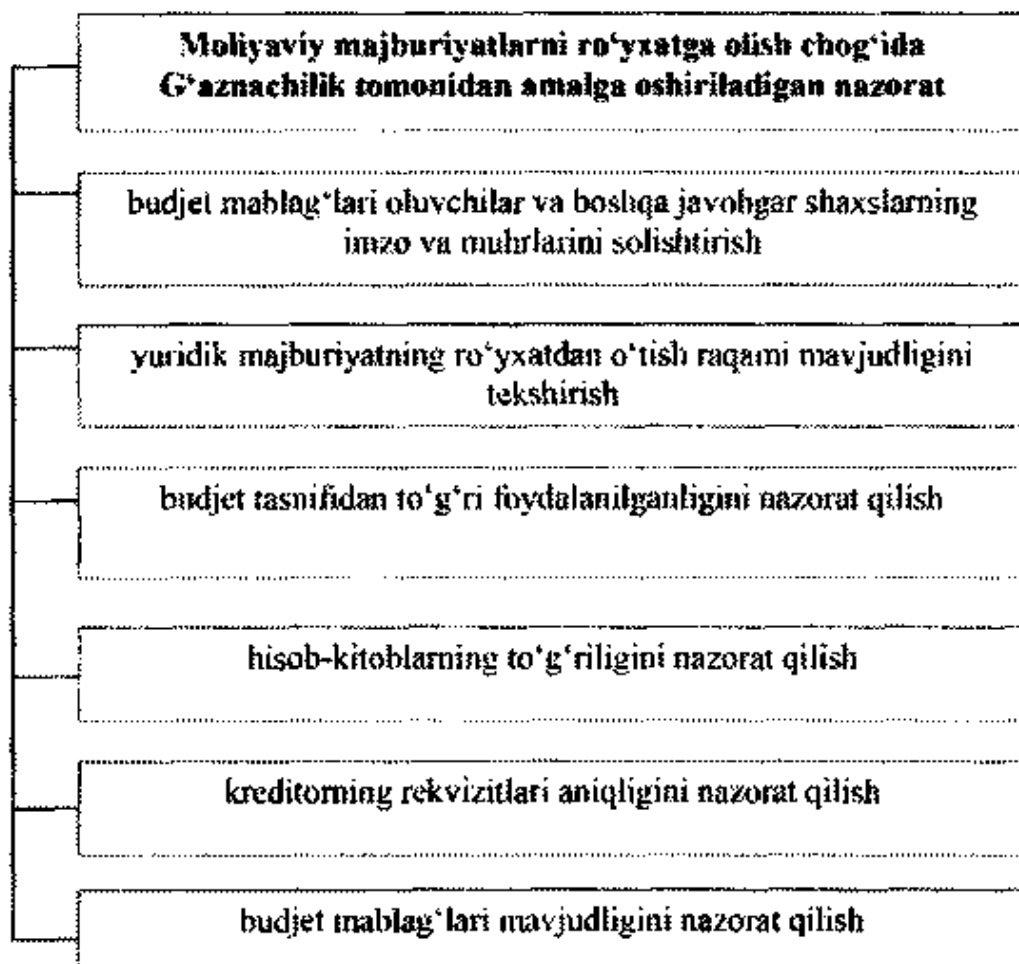 Moliyaviy majburiyatlarni ro‘yxatga olish chog‘ida
G‘aznachilik tomonidan amalga oshiriladigan nazorat
budjet mablag‘lari oluvchilar va boshqa javobgar shaxslarning
imzo va muhrlarini solishtirish
yuridik majburiyatning ro‘yxatdan o‘tish raqami mavjudligini
tekshirish
budjet tasnifidan to‘g‘ri foydalanilganligini nazorat qilish
hisob-kitoblarning to‘g‘riligini nazorat qilish
kreditorning rekvizitlari aniqligini nazorat qilish
budjet mablag‘lari mavjudligini nazorat qilish